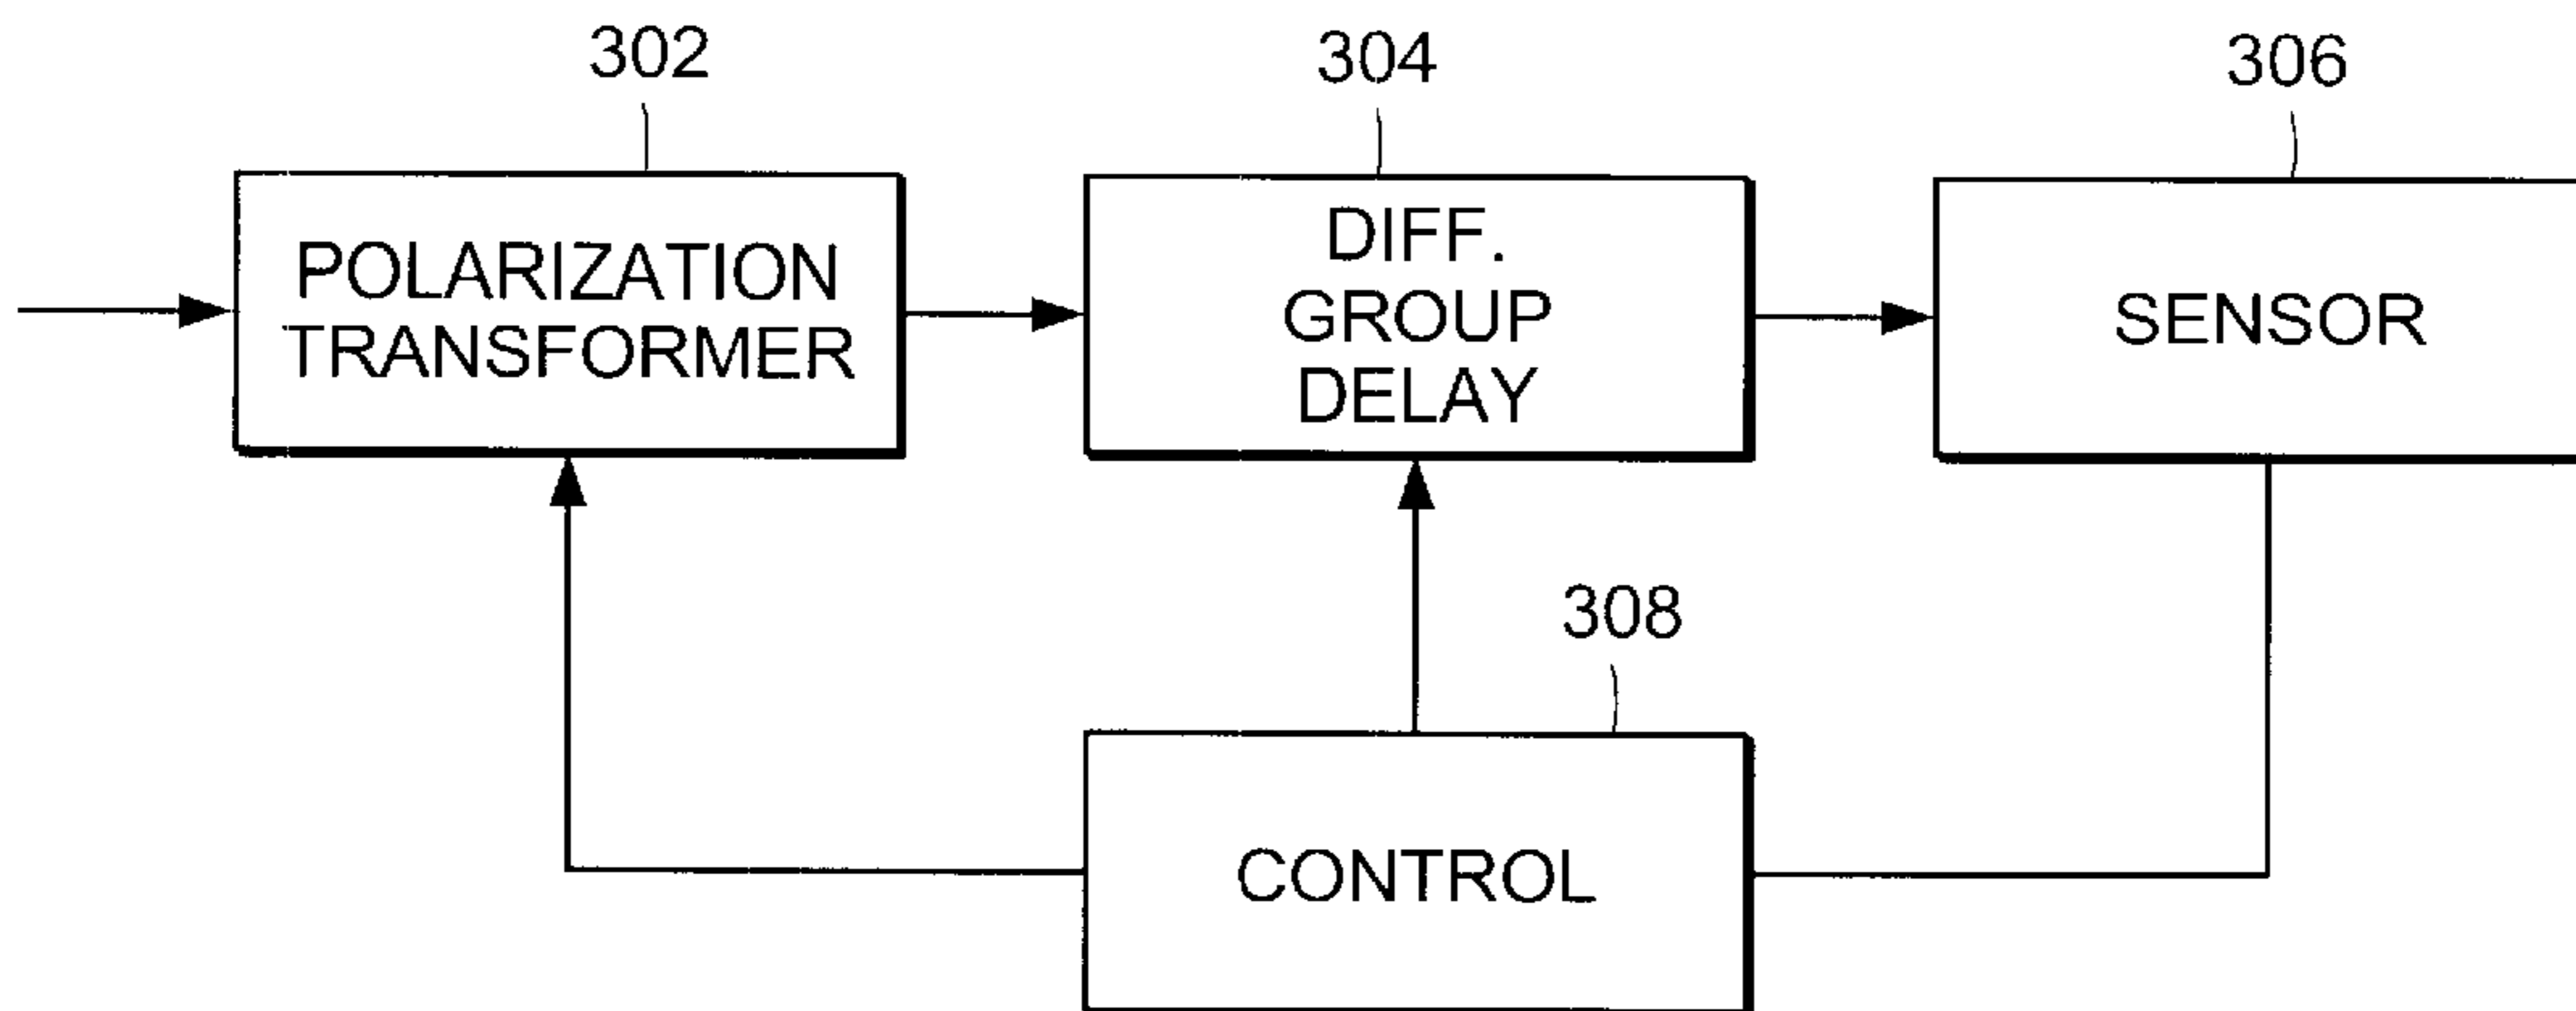 302
304
306
POLARIZATION
TRANSFORMER
DIFF.
GROUP
DELAY
SENSOR
308
CONTROL